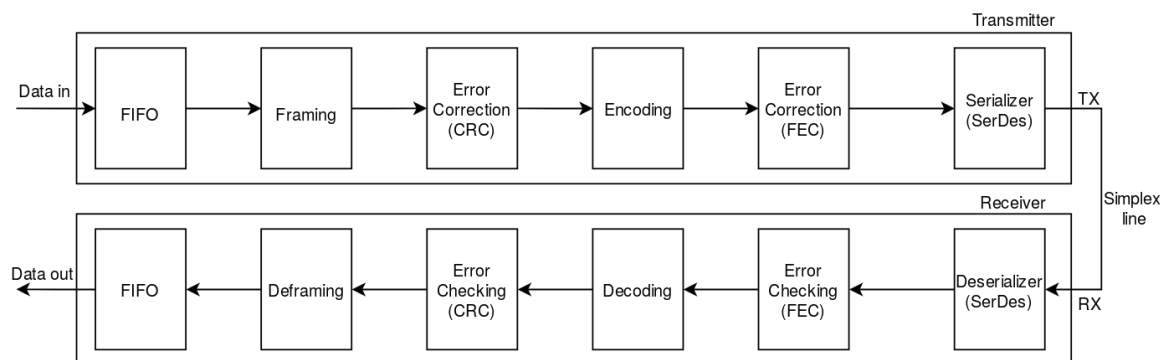 Transmitter
Data in
FIFO
Framing
Error
Correction
(CRC)
Encoding
Error
Correction
(FEC)
Serializer
(SerDes)
TX
Simplex
line
Receiver
Data out
FIFO
Deframing
Error
Checking
(CRC)
Decoding
Error
Checking
(FEC)
Deserializer
(SerDes)
RX